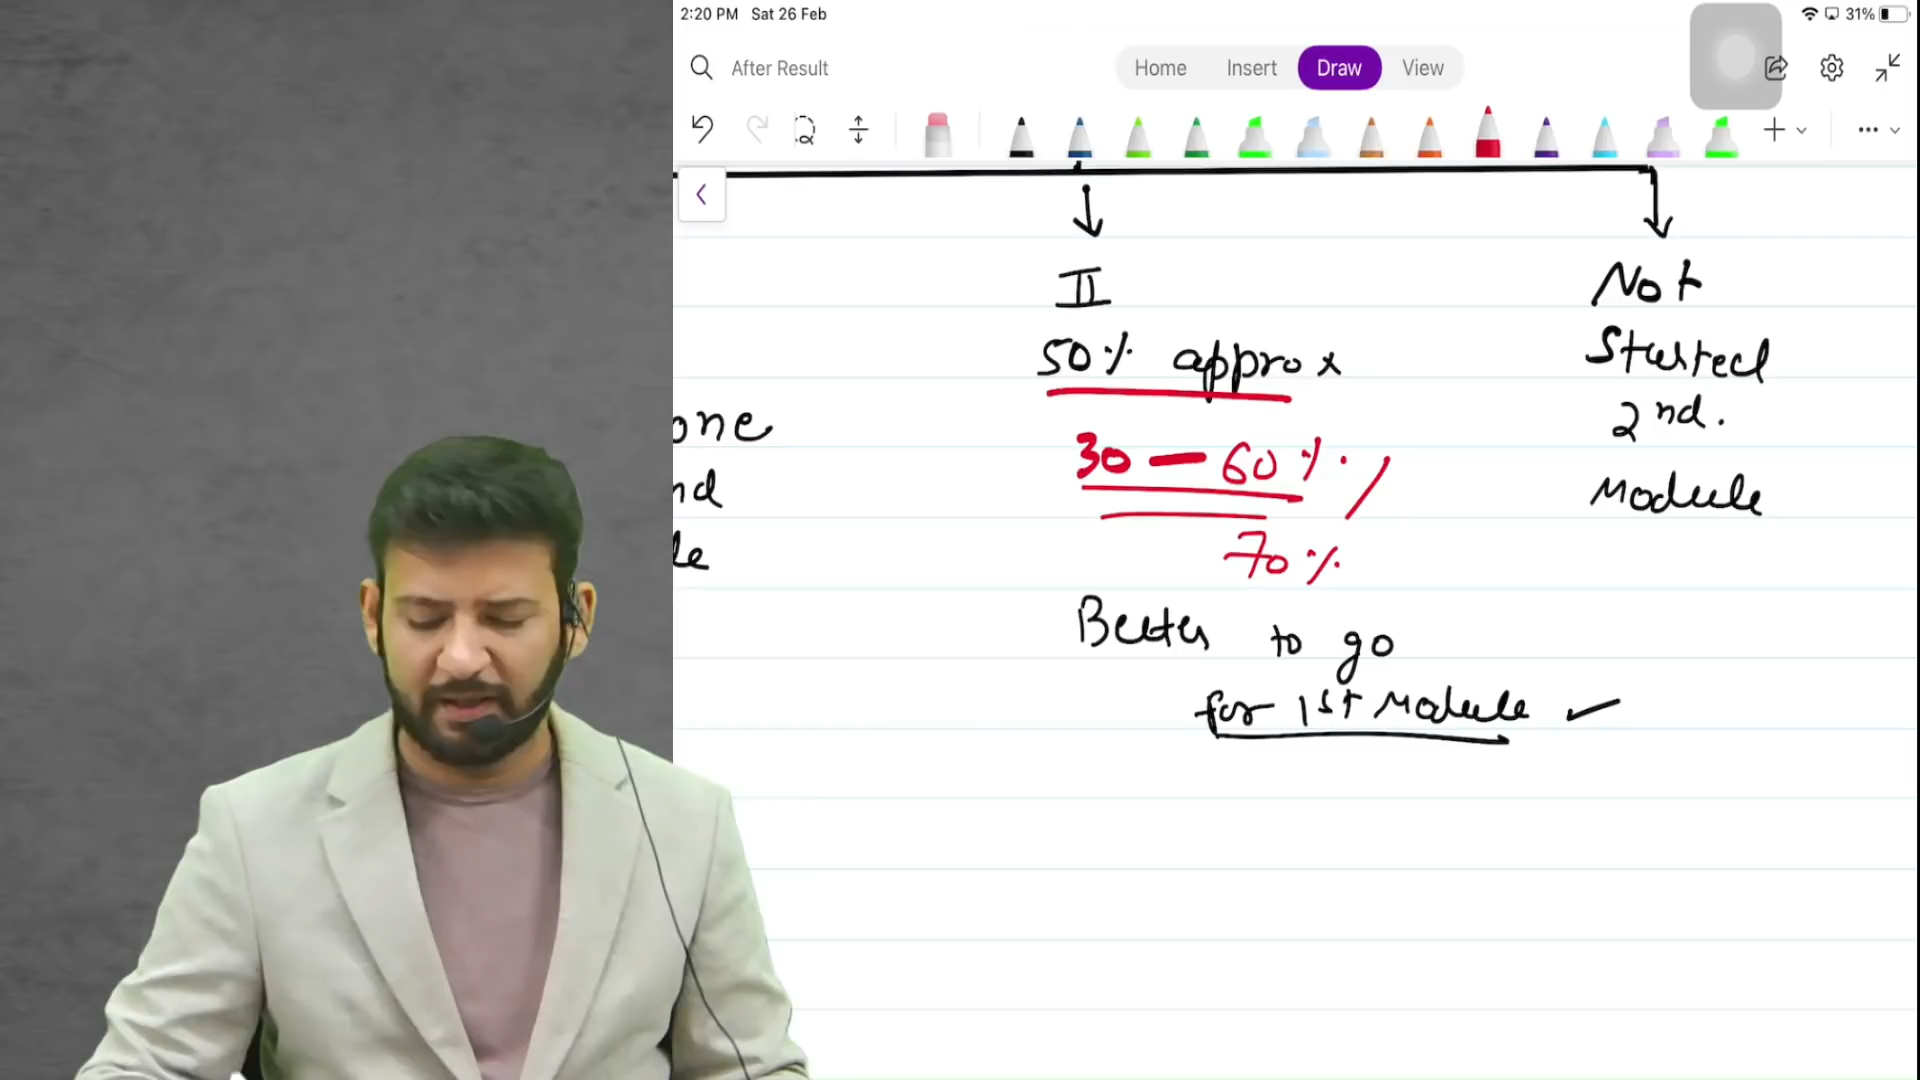 2:20 PM Sat 26 Feb
31%
After Result
Home Insert Draw View
II
50% approx
30 — 60%. /
70%
Better to go
for 1st Module ✓
Not
Started
2nd.
Module
one
nd
le